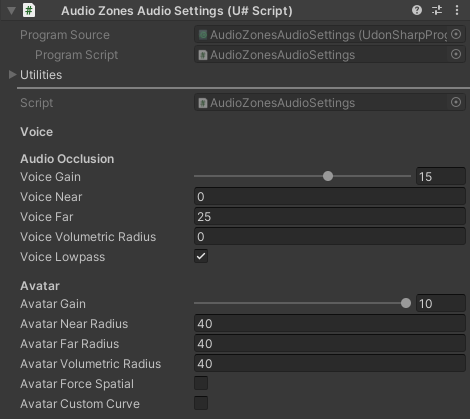 Audio Zones Audio Settings (U# Script)
Program Source AudioZonesAudioSettings (UdonSharpProg
Program Script AudioZonesAudioSettings
Utilities
Script AudioZonesAudioSettings
Voice
Audio Occlusion
Voice Gain 15
Voice Near 0
Voice Far 25
Voice Volumetric Radius 0
Voice Lowpass
Avatar
Avatar Gain 10
Avatar Near Radius 40
Avatar Far Radius 40
Avatar Volumetric Radius 40
Avatar Force Spatial
Avatar Custom Curve